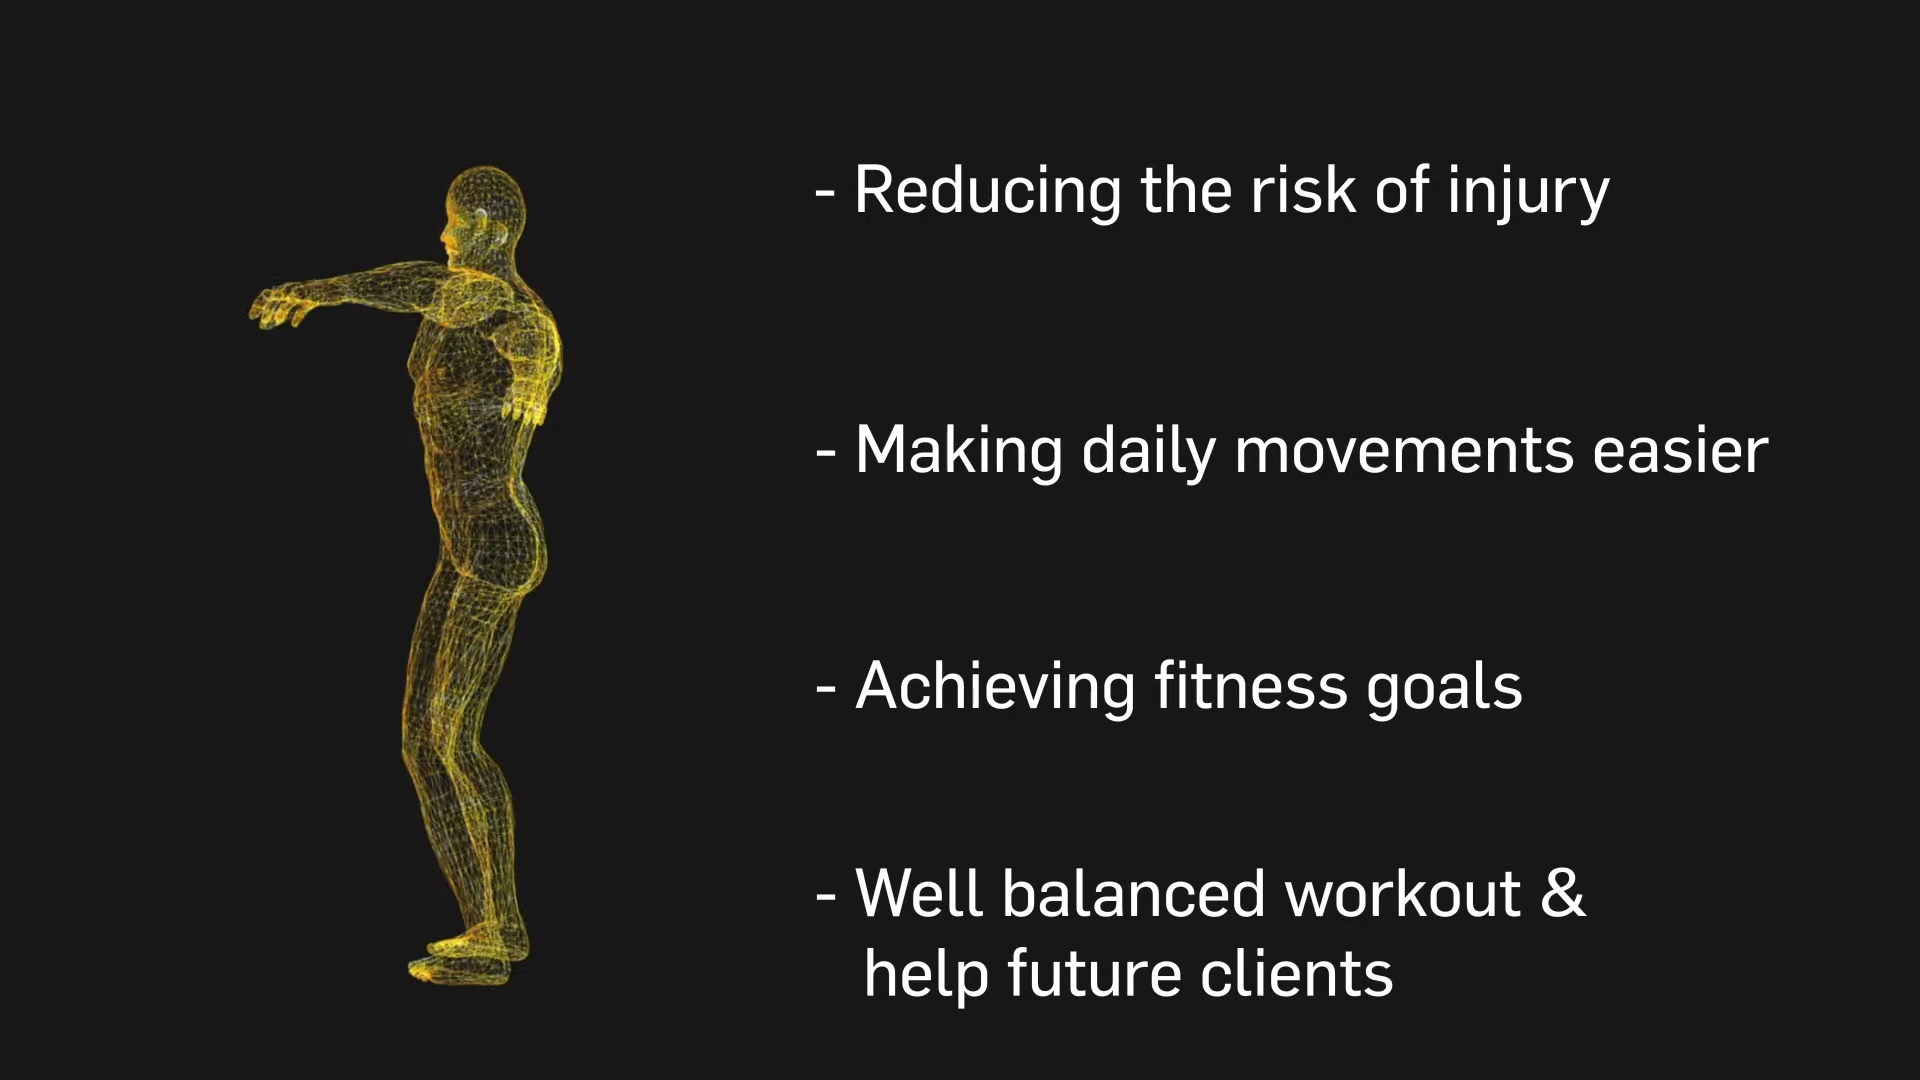 - Reducing the risk of injury
- Making daily movements easier
- Achieving fitness goals
- Well balanced workout &
help future clients